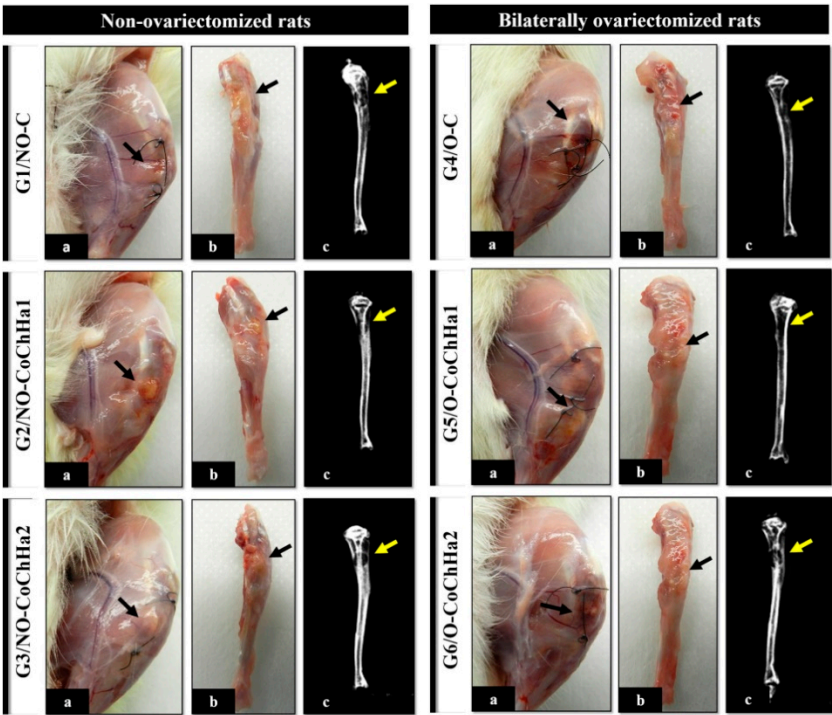 Non-ovariectomized rats
Bilaterally ovariectomized rats
G1/NO-C
a
b
c
G4/O-C
a
b
c
G2/NO-CoChHa1
a
b
c
G5/O-CoChHa1
a
b
c
G3/NO-CoChHa2
a
b
c
G6/O-CoChHa2
a
b
c